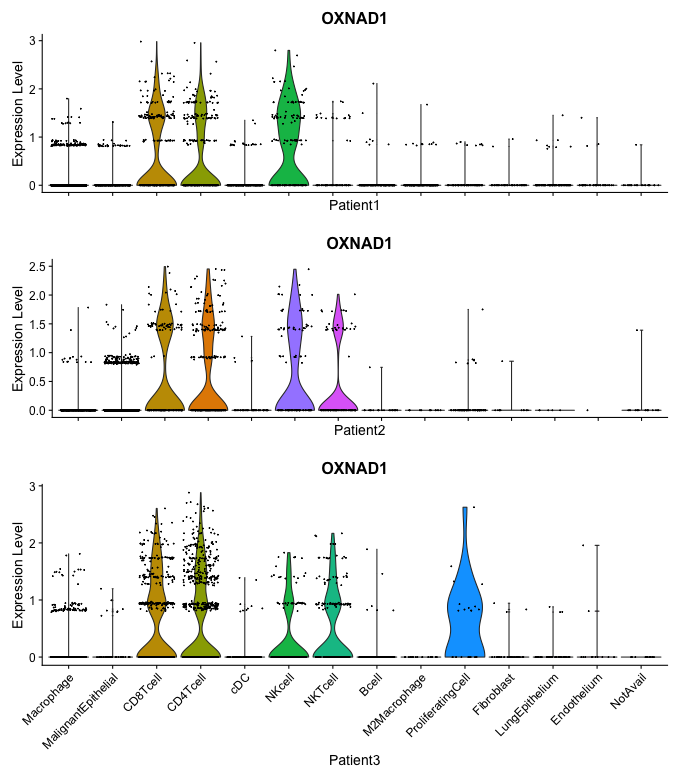 OXNAD1
Expression Level
3
2
1
0
Patient1
OXNAD1
Expression Level
2.5
2.0
1.5
1.0
0.5
0.0
Patient2
OXNAD1
Expression Level
3
2
1
0
Macrophage
MalignantEpithelial
CD8Tcell
CD4Tcell
cDC
NKcell
NKTcell
Bcell
M2Macrophage
ProliferatingCell
Fibroblast
LungEpithelium
Endothelium
NotAvail
Patient3